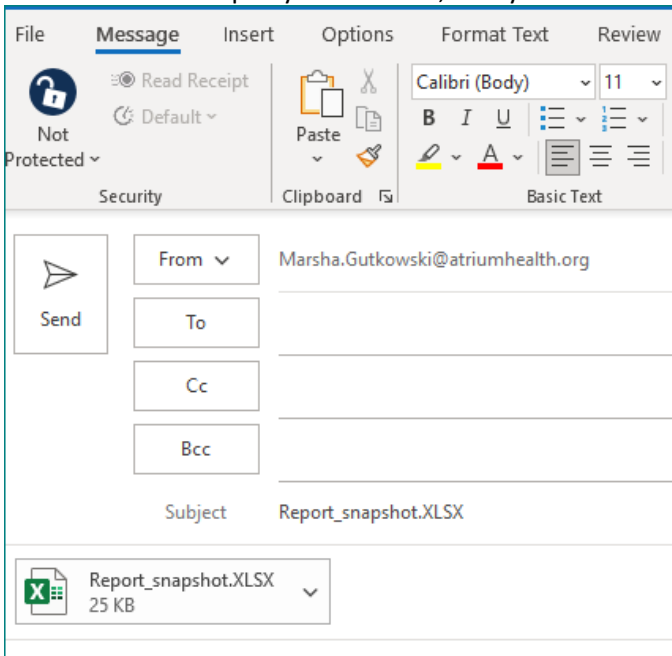 File Message Insert Options Format Text Review
Read Receipt
Default
Not
Protected
Security
Paste
Clipboard
Calibri (Body) 11
B I U
A
Basic Text
Send
From Marsha.Gutkowski@atriumhealth.org
To
Cc
Bcc
Subject Report_snapshot.XLSX
Report_snapshot.XLSX
25 KB